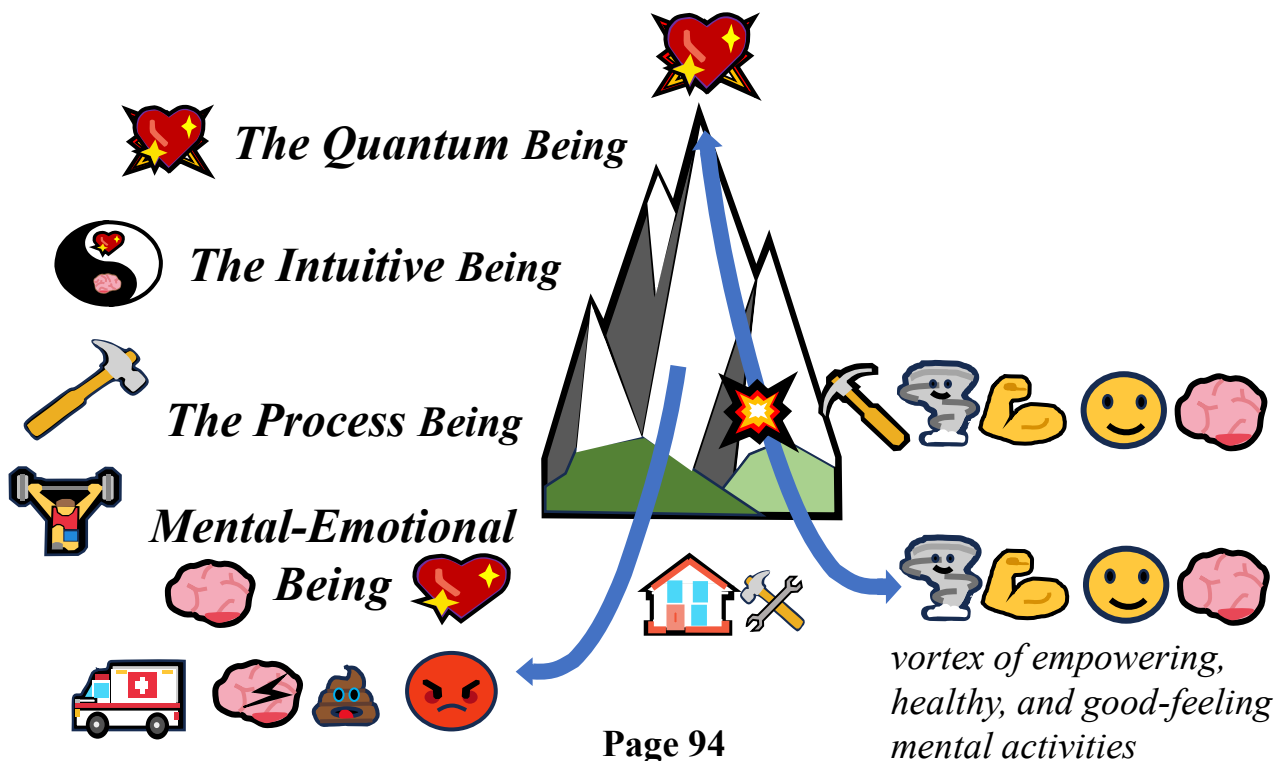 The Quantum Being
The Intuitive Being
The Process Being
Mental-Emotional
Being
vortex of empowering,
healthy, and good-feeling
mental activities
Page 94